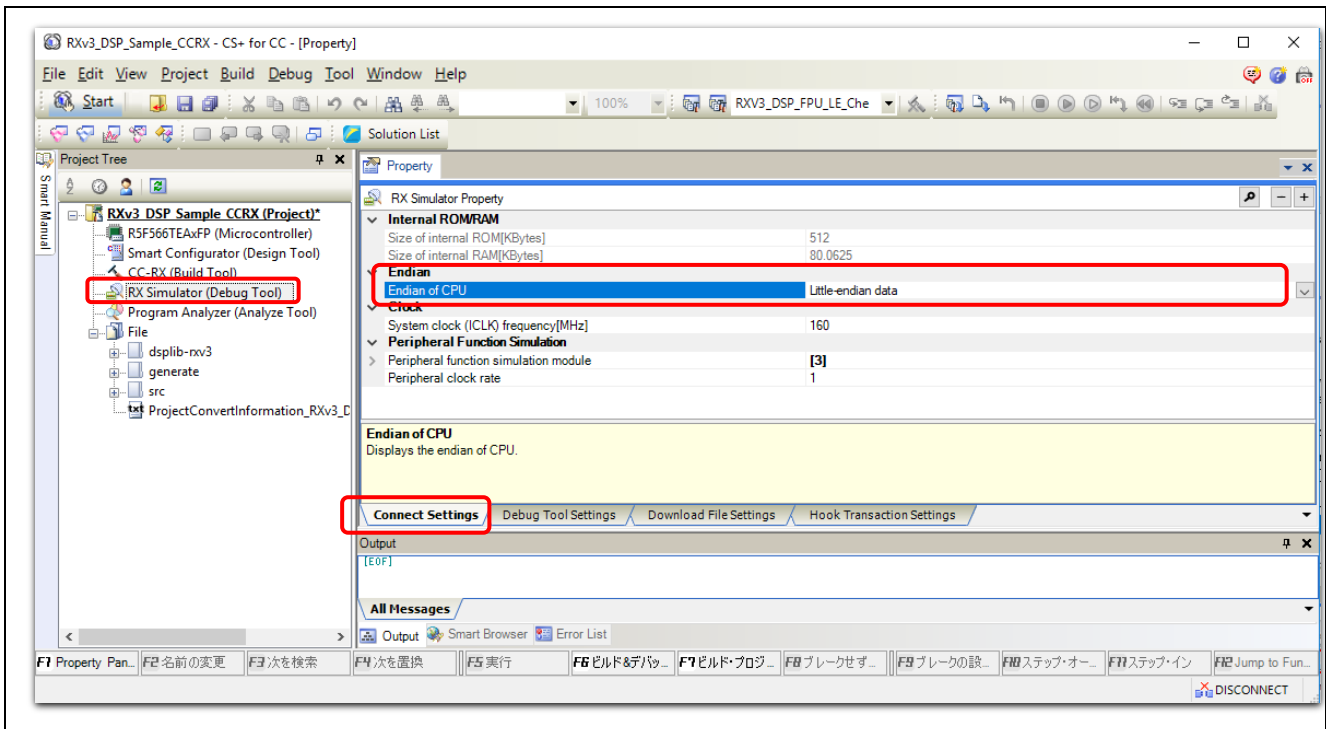 RXv3_DSP_Sample_CCRX - CS+ for CC - [Property]
File Edit View Project Build Debug Tool Window Help
Start 100% RXV3_DSP_FPU_LE_Che
Solution List
Smart Manual
Project Tree
RXv3_DSP_Sample_CCRX (Project)*
R5F566TEAxFP (Microcontroller)
Smart Configurator (Design Tool)
CC-RX (Build Tool)
RX Simulator (Debug Tool)
Program Analyzer (Analyze Tool)
File
dsplib-rxv3
generate
src
ProjectConvertInformation_RXv3_D
Property
RX Simulator Property
Internal ROM/RAM
Size of internal ROM[KBytes] 512
Size of internal RAM[KBytes] 80.0625
Endian
Endian of CPU Little-endian data
Clock
System clock (ICLK) frequency[MHz] 160
Peripheral Function Simulation
Peripheral function simulation module [3]
Peripheral clock rate 1
Endian of CPU
Displays the endian of CPU.
Connect Settings Debug Tool Settings Download File Settings Hook Transaction Settings
Output
[EOF]
All Messages
Output Smart Browser Error List
F1 Property Pan... F2 名前の変更 F3 次を検索 F4 次を置換 F5 実行 F6 ビルド&デバッ... F7 ビルド・プロジ... F8 ブレークせず... F9 ブレークの設... F10 ステップ・オー... F11 ステップ・イン F12 Jump to Fun...
DISCONNECT